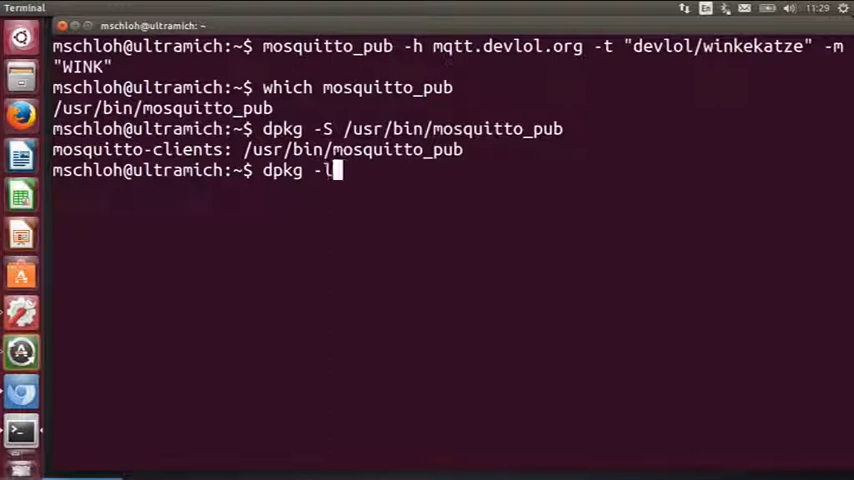 Terminal
En
11:29
mschloh@ultramich: ~
mschloh@ultramich:~$ mosquitto_pub -h mqtt.devlol.org -t "devlol/winkekatze" -m
"WINK"
mschloh@ultramich:~$ which mosquitto_pub
/usr/bin/mosquitto_pub
mschloh@ultramich:~$ dpkg -S /usr/bin/mosquitto_pub
mosquitto-clients: /usr/bin/mosquitto_pub
mschloh@ultramich:~$ dpkg -l